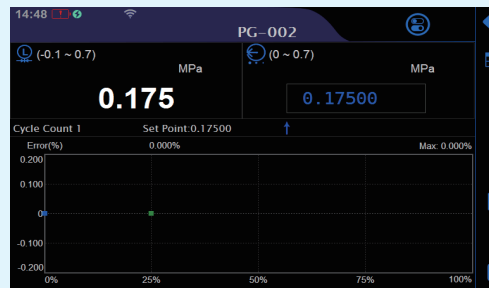 14:48
PG-002
L (-0.1 ~ 0.7)
MPa
0.175
(0 ~ 0.7)
MPa
0.17500
Cycle Count 1 Set Point:0.17500
Error(%) 0.000% Max: 0.000%
0.200
0.100
0
-0.100
-0.200
0% 25% 50% 75% 100%